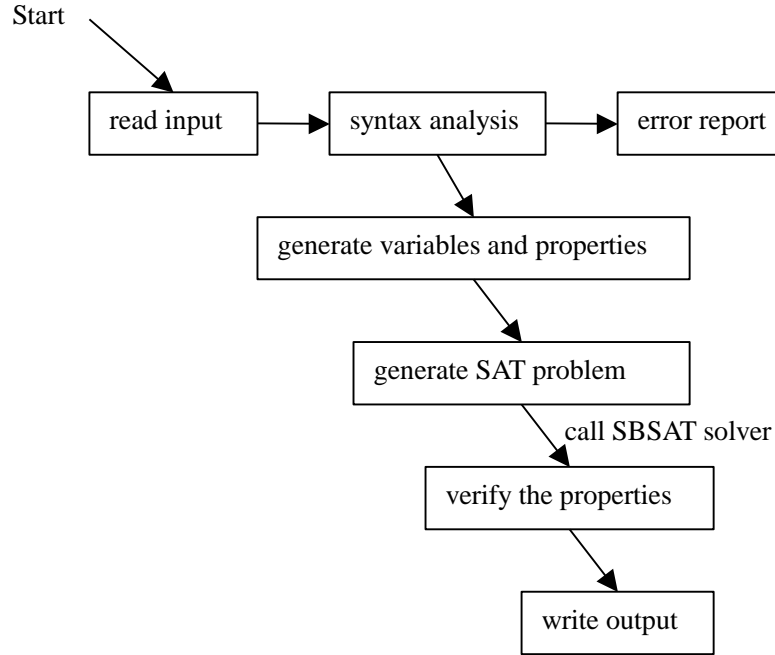 Start
read input
syntax analysis
error report
generate variables and properties
generate SAT problem
call SBSAT solver
verify the properties
write output